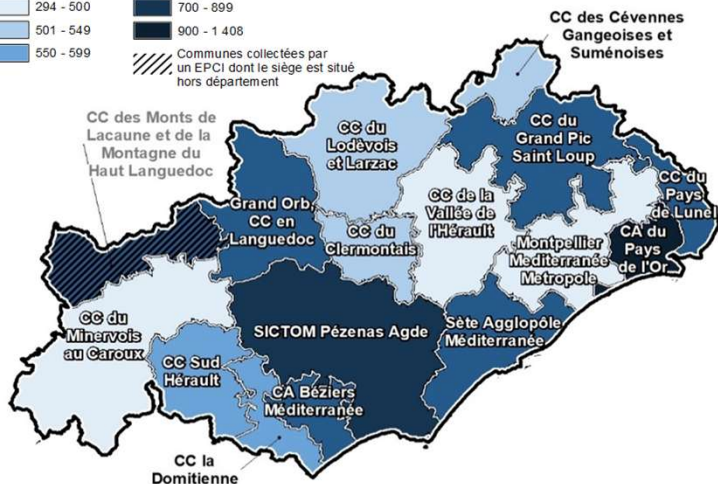 294 - 500
700 - 899
501 - 549
900 - 1 408
550 - 599
Communes collectées par
un EPCI dont le siège est situé
hors département
CC des Cévennes
Gangeoises et
Suménoises
CC des Monts de
Lacaune et de la
Montagne du
Haut Languedoc
CC du
Lodèvois
et Larzac
CC du
Grand Pic
Saint Loup
CC du
Pays
de Lunel
Grand Orb,
CC en
Languedoc
CC de la
Vallée de
l'Hérault
CC du
Clermontais
CA du
Pays
de l'Or
Montpellier
Mediterranée
Metropole
CC du
Minervois
au Caroux
SICTOM Pézenas Agde
Sète Agglopôle
Méditerranée
CC Sud
Hérault
CA Béziers
Méditerranée
CC la
Domitienne